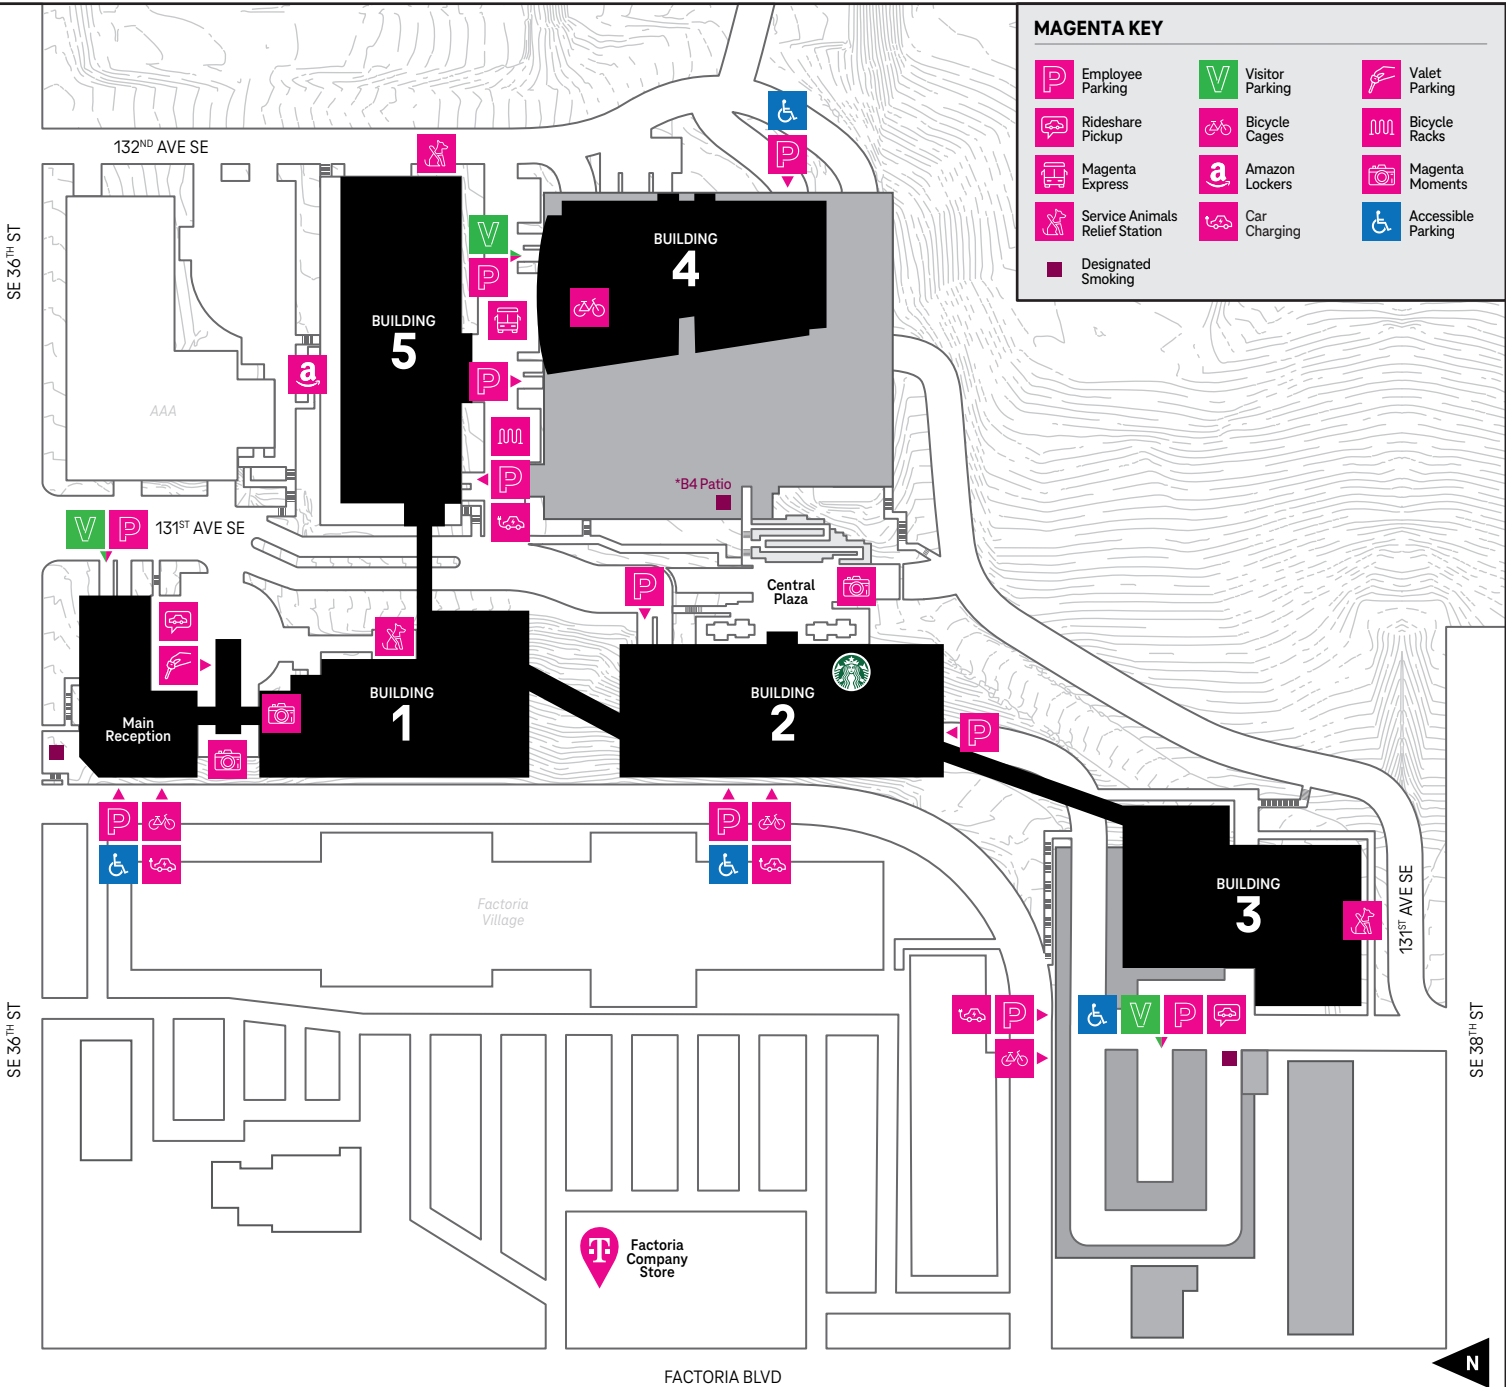 MAGENTA KEY
P
Employee
Parking
V
Visitor
Parking
Valet
Parking
Rideshare
Pickup
Bicycle
Cages
Bicycle
Racks
Magenta
Express
a
Amazon
Lockers
Magenta
Moments
Service Animals
Relief Station
Car
Charging
Accessible
Parking
Designated
Smoking
132ND AVE SE
P
SE 36TH ST
V
P
BUILDING
4
BUILDING
5
a
P
AAA
P
*B4 Patio
V P
131ST AVE SE
P
Central
Plaza
BUILDING
1
BUILDING
2
Main
Reception
P
P
P
BUILDING
3
131ST AVE SE
Factoria
Village
P
V P
SE 36TH ST
SE 38TH ST
T
Factoria
Company
Store
N
FACTORIA BLVD